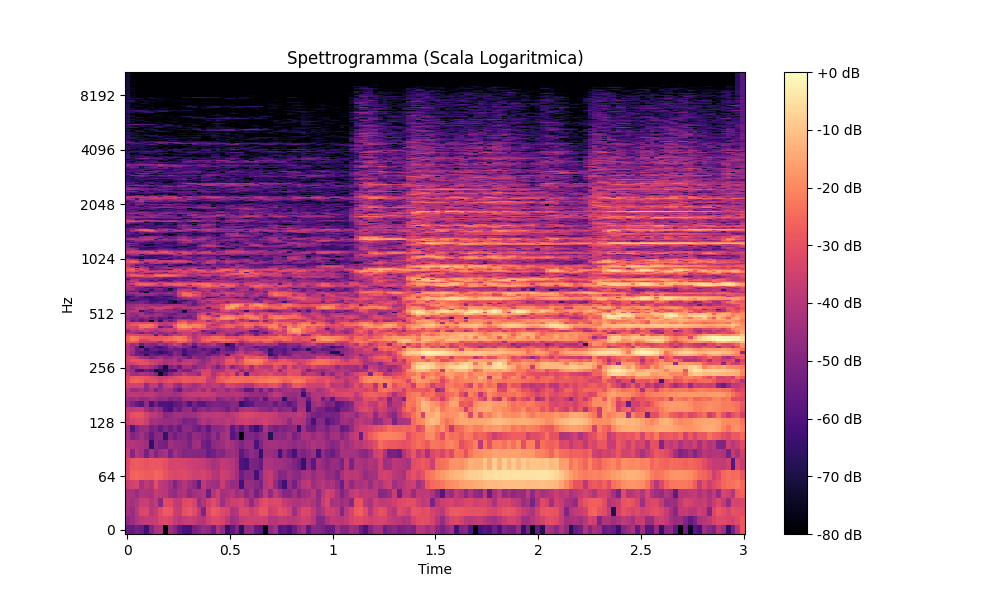 Spettrogramma (Scala Logaritmica)
Hz
8192
4096
2048
1024
512
256
128
64
0
0
0.5
1
1.5
2
2.5
3
Time
+0 dB
-10 dB
-20 dB
-30 dB
-40 dB
-50 dB
-60 dB
-70 dB
-80 dB